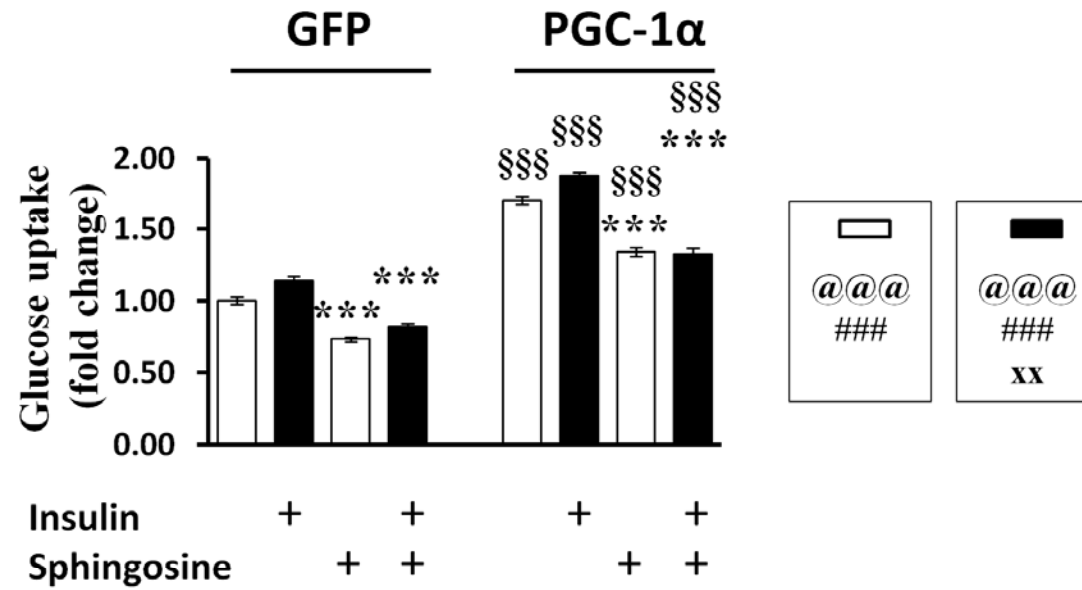 GFP PGC-1α
§§§
§§§ ***
§§§ §§§
*** ***
***
Glucose uptake
(fold change)
2.00
1.50
1.00
0.50
0.00
@@@ @@@
### ###
xx
Insulin + + + +
Sphingosine + + + +